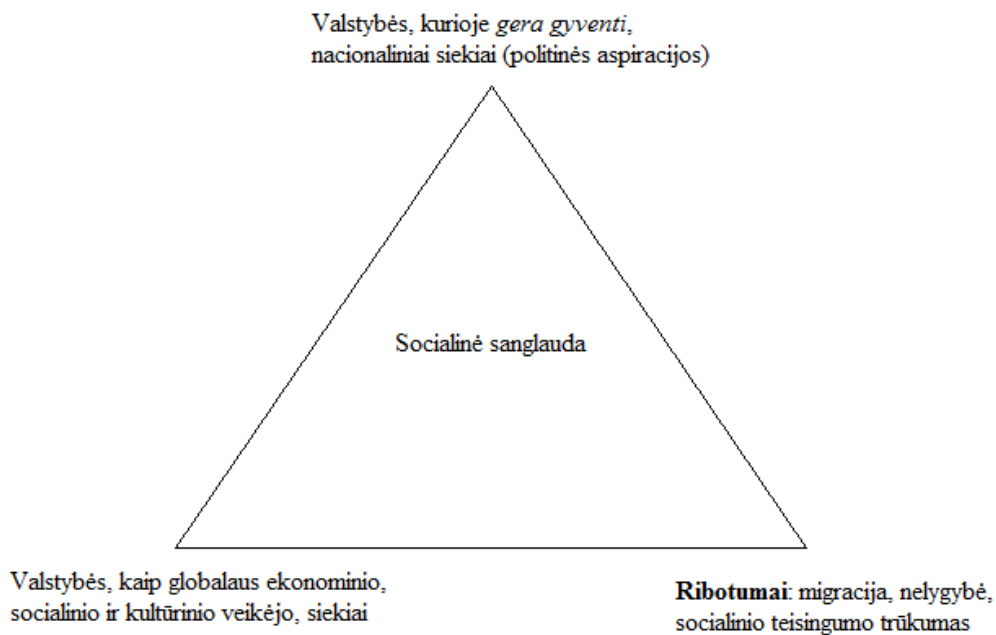 Valstybės, kurioje gera gyventi,
nacionaliniai siekiai (politinės aspiracijos)
Socialinė sanglauda
Valstybės, kaip globalaus ekonominio,
socialinio ir kultūrinio veikėjo, siekiai
Ribotumai: migracija, nelygybė,
socialinio teisingumo trūkumas